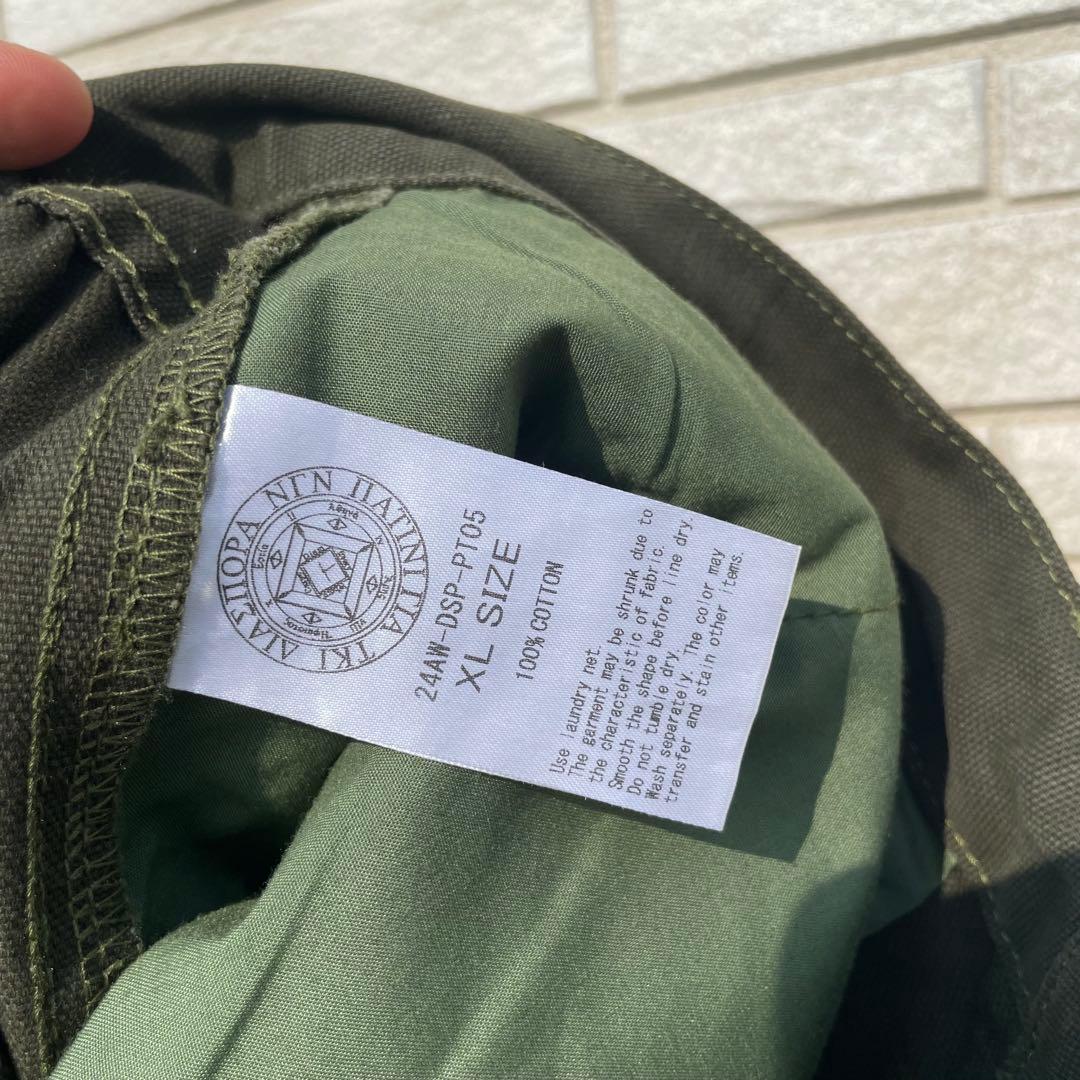 ΤΚΙ ΔΙΑΣΠΟΡΑ ΝΓΝ ΠΑΓΙΝΙΠΑ
24AW-DSP-PT05
XL SIZE
100% COTTON
Use laundry net.
The garment may be shrunk due to
the characteristic of fabric.
Smooth the shape before line dry.
Do not tumble dry.
Wash separately. The color may
transfer and stain other items.